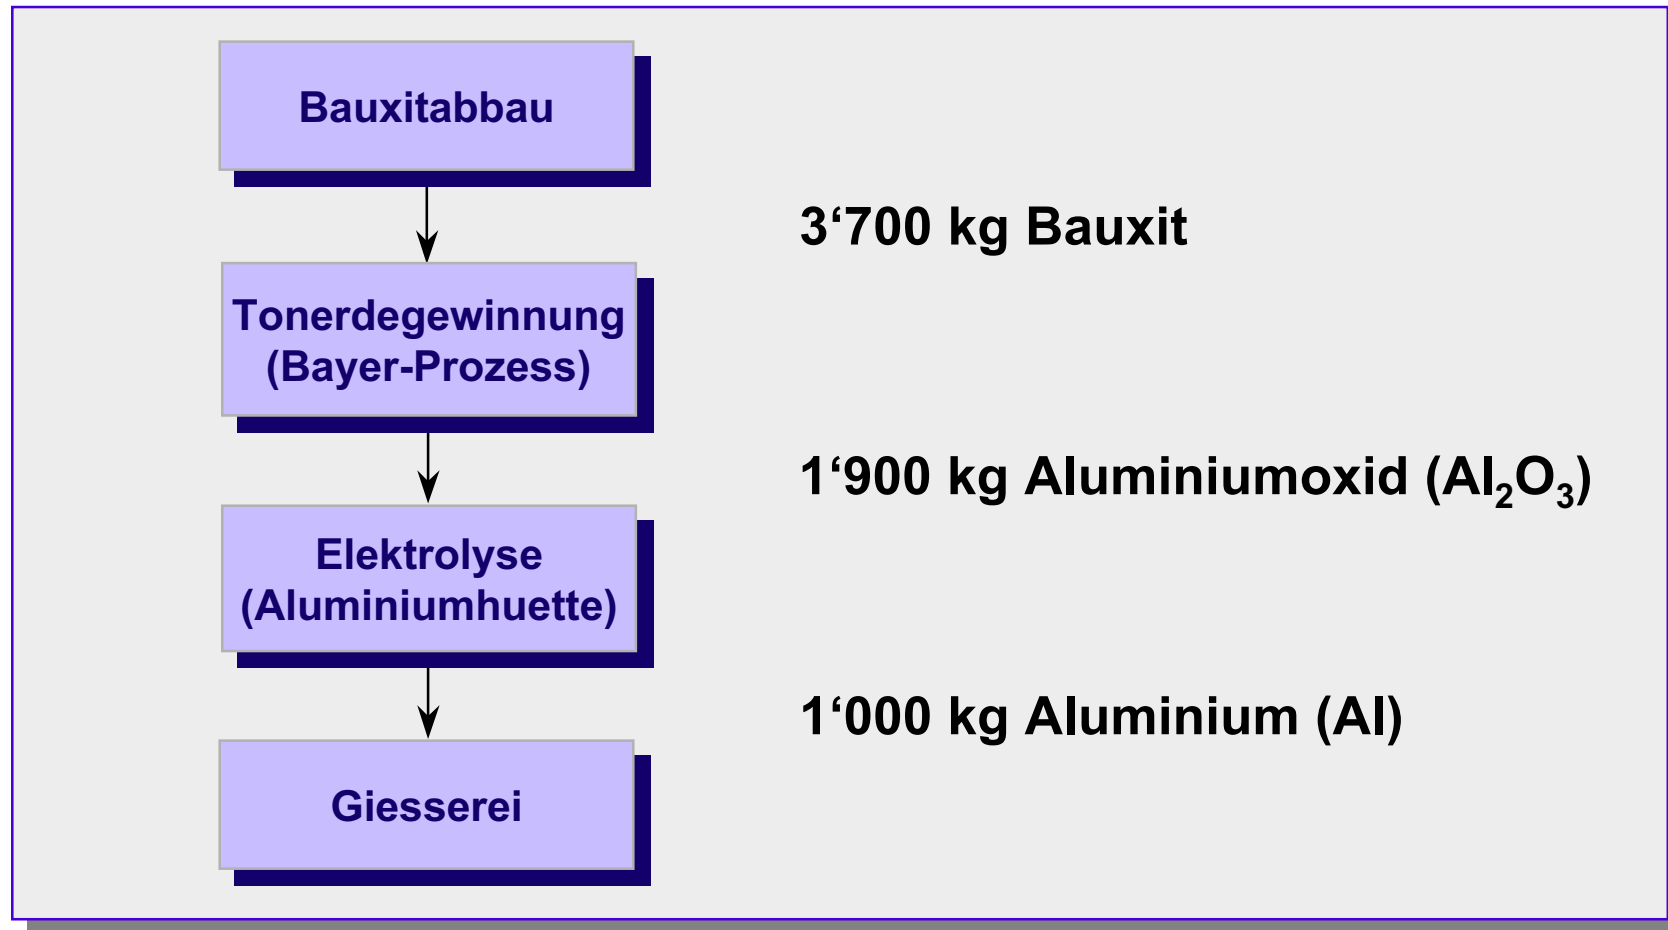 Bauxitabbau
3‘700 kg Bauxit
Tonerdegewinnung
(Bayer-Prozess)
1‘900 kg Aluminiumoxid (Al₂O₃)
Elektrolyse
(Aluminiumhuette)
1‘000 kg Aluminium (Al)
Giesserei